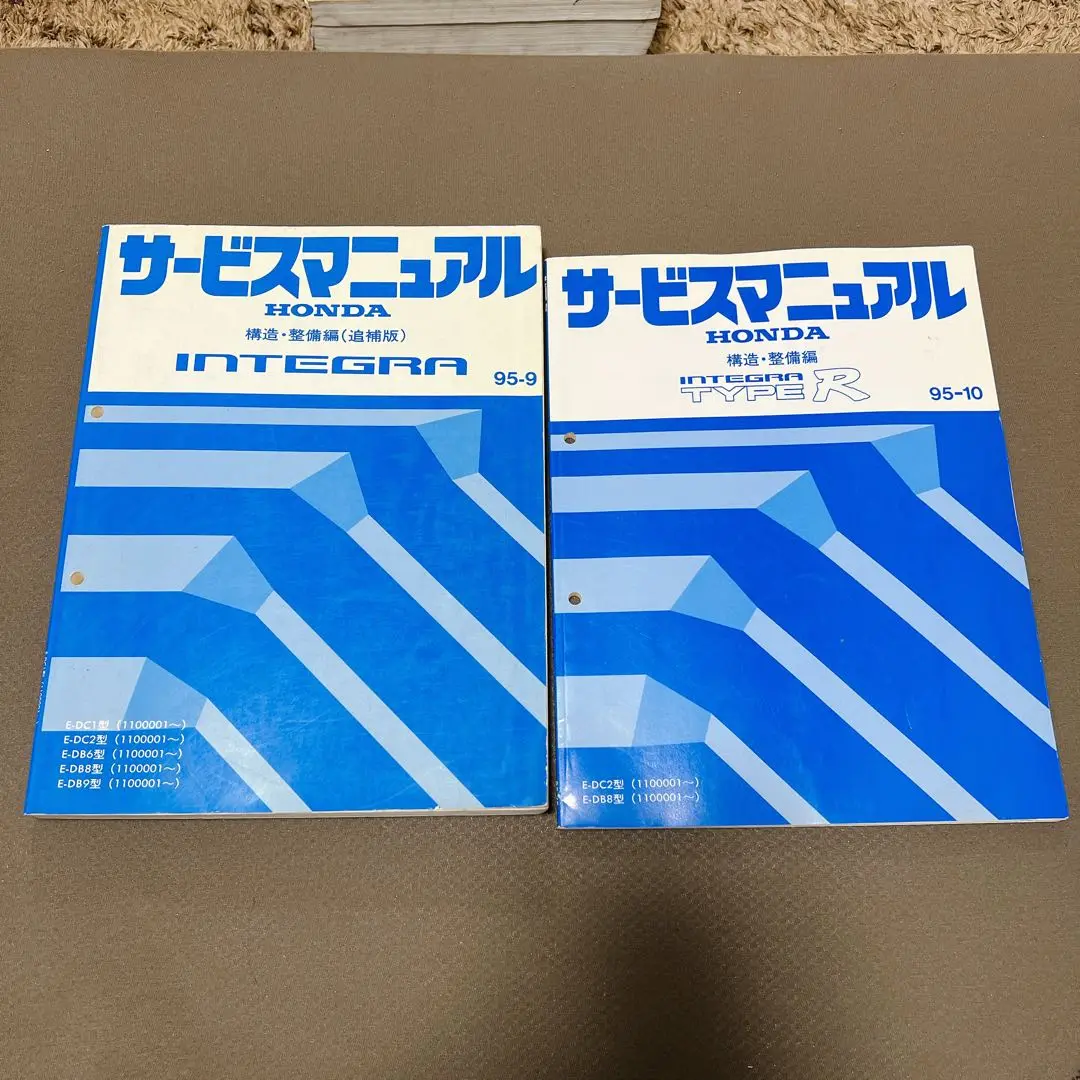 サービスマニュアル
HONDA
構造・整備編(追補版)
INTEGRA
95-9
E-DC1型 (1100001～)
E-DC2型 (1100001～)
E-DB6型 (1100001～)
E-DB8型 (1100001～)
E-DB9型 (1100001～)
サービスマニュアル
HONDA
構造・整備編
INTEGRA
TYPE R
95-10
E-DC2型 (1100001～)
E-DB8型 (1100001～)